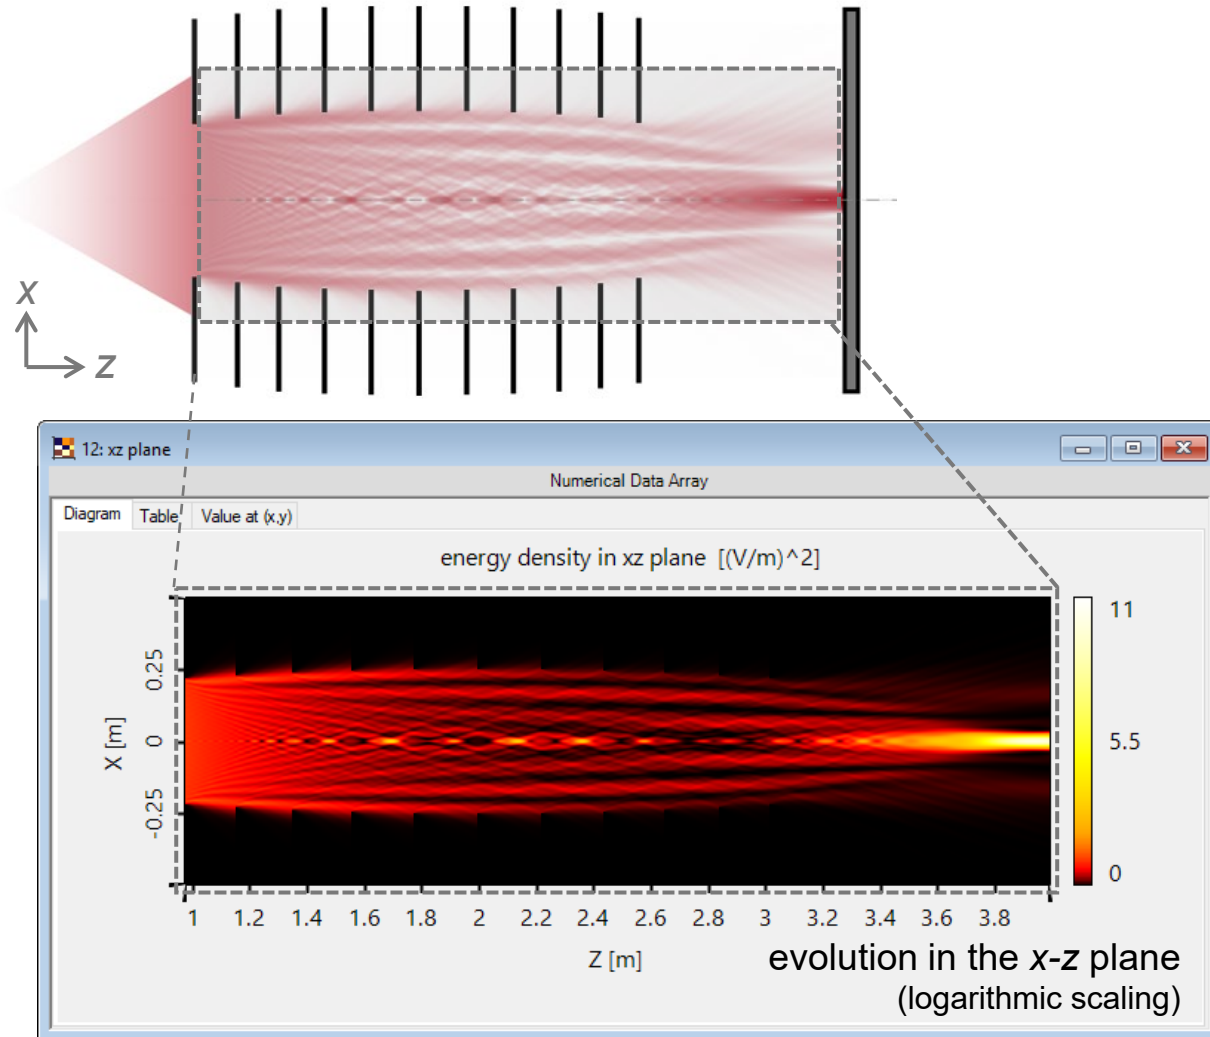 X
Z
12: xz plane
Numerical Data Array
Diagram Table Value at (x,y)
energy density in xz plane [(V/m)^2]
X [m]
0.25
0
-0.25
11
5.5
0
1 1.2 1.4 1.6 1.8 2 2.2 2.4 2.6 2.8 3 3.2 3.4 3.6 3.8
Z [m]
evolution in the x-z plane
(logarithmic scaling)